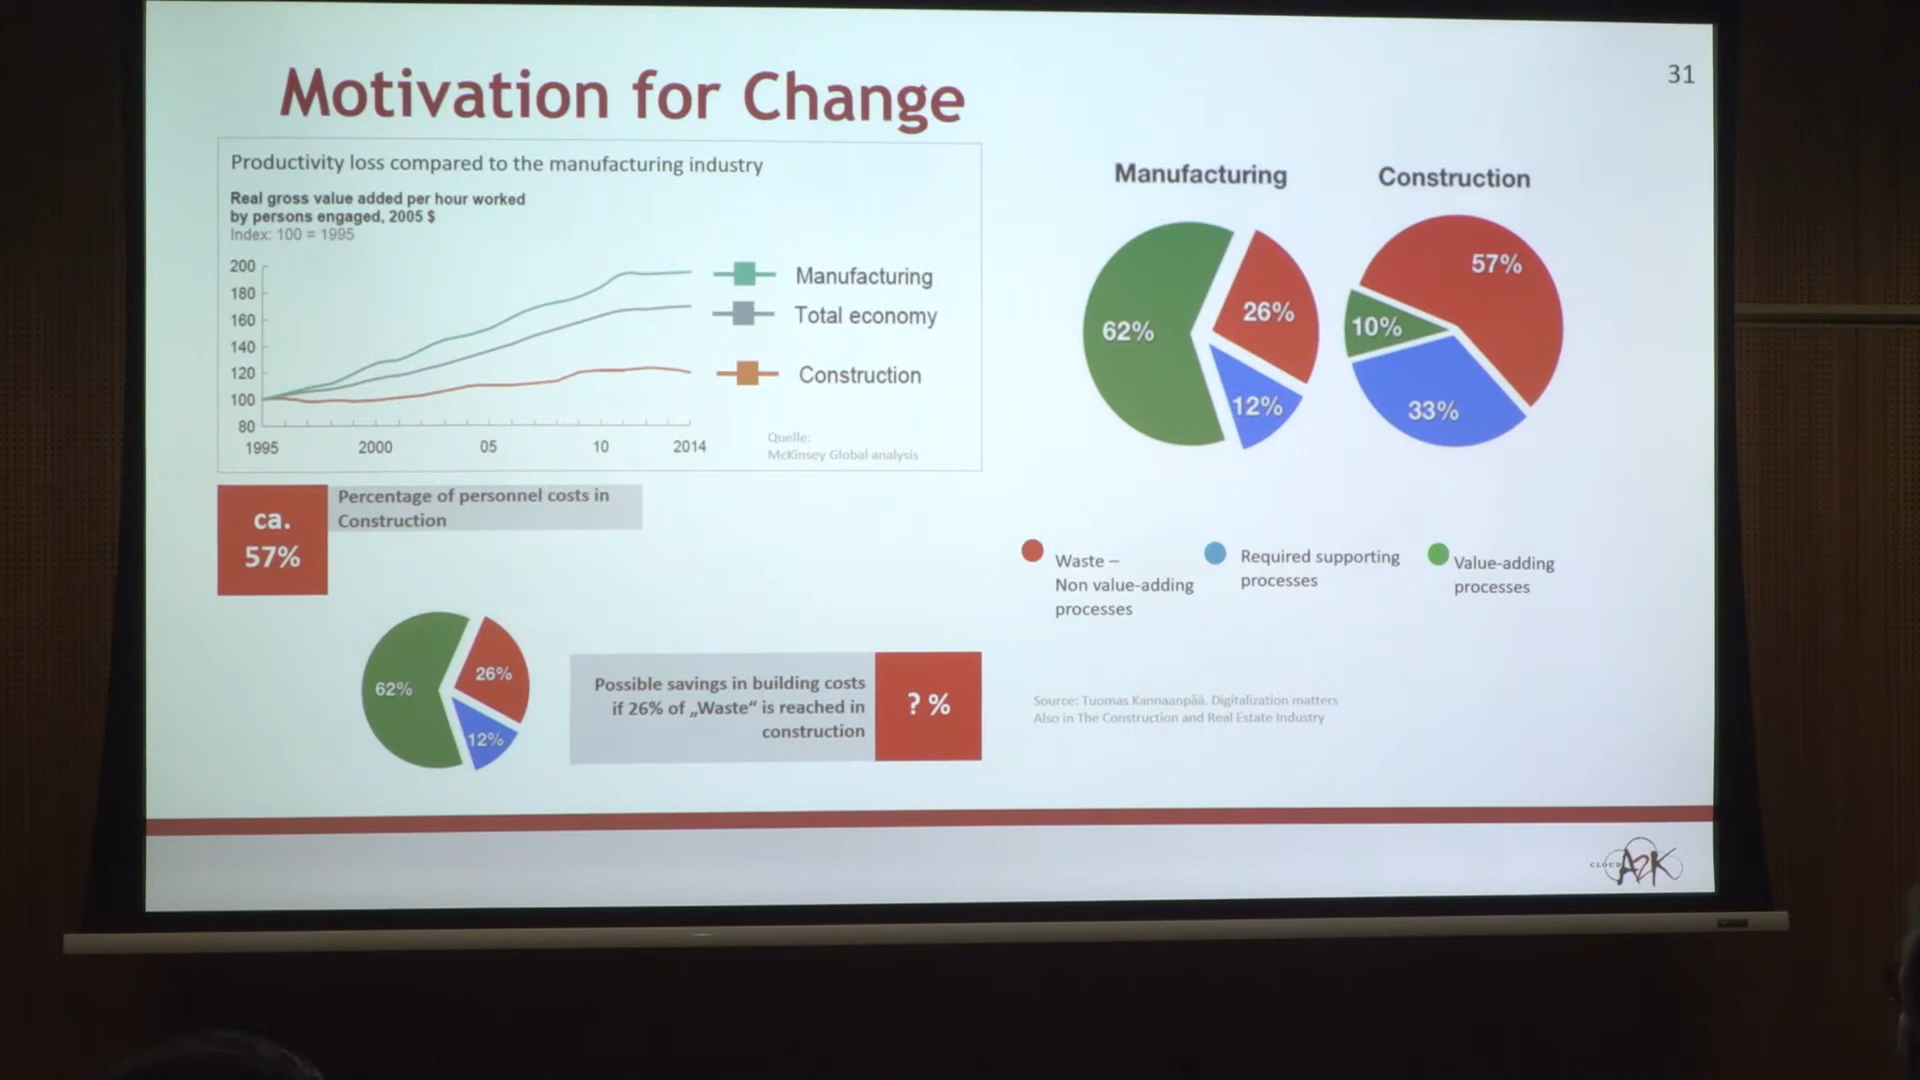 31
Motivation for Change
Productivity loss compared to the manufacturing industry
Real gross value added per hour worked
by persons engaged, 2005 $
Index: 100 = 1995
200
180
160
140
120
100
80
1995
2000
05
10
2014
Manufacturing
Total economy
Construction
Quelle:
McKinsey Global analysis
Manufacturing
62%
26%
12%
Construction
57%
10%
33%
ca.
57%
Percentage of personnel costs in
Construction
Waste –
Non value-adding
processes
Required supporting
processes
Value-adding
processes
62%
26%
12%
Possible savings in building costs
if 26% of „Waste“ is reached in
construction
? %
Source: Tuomas Kannaanpää. Digitalization matters
Also in The Construction and Real Estate Industry
CLOUD
A2K